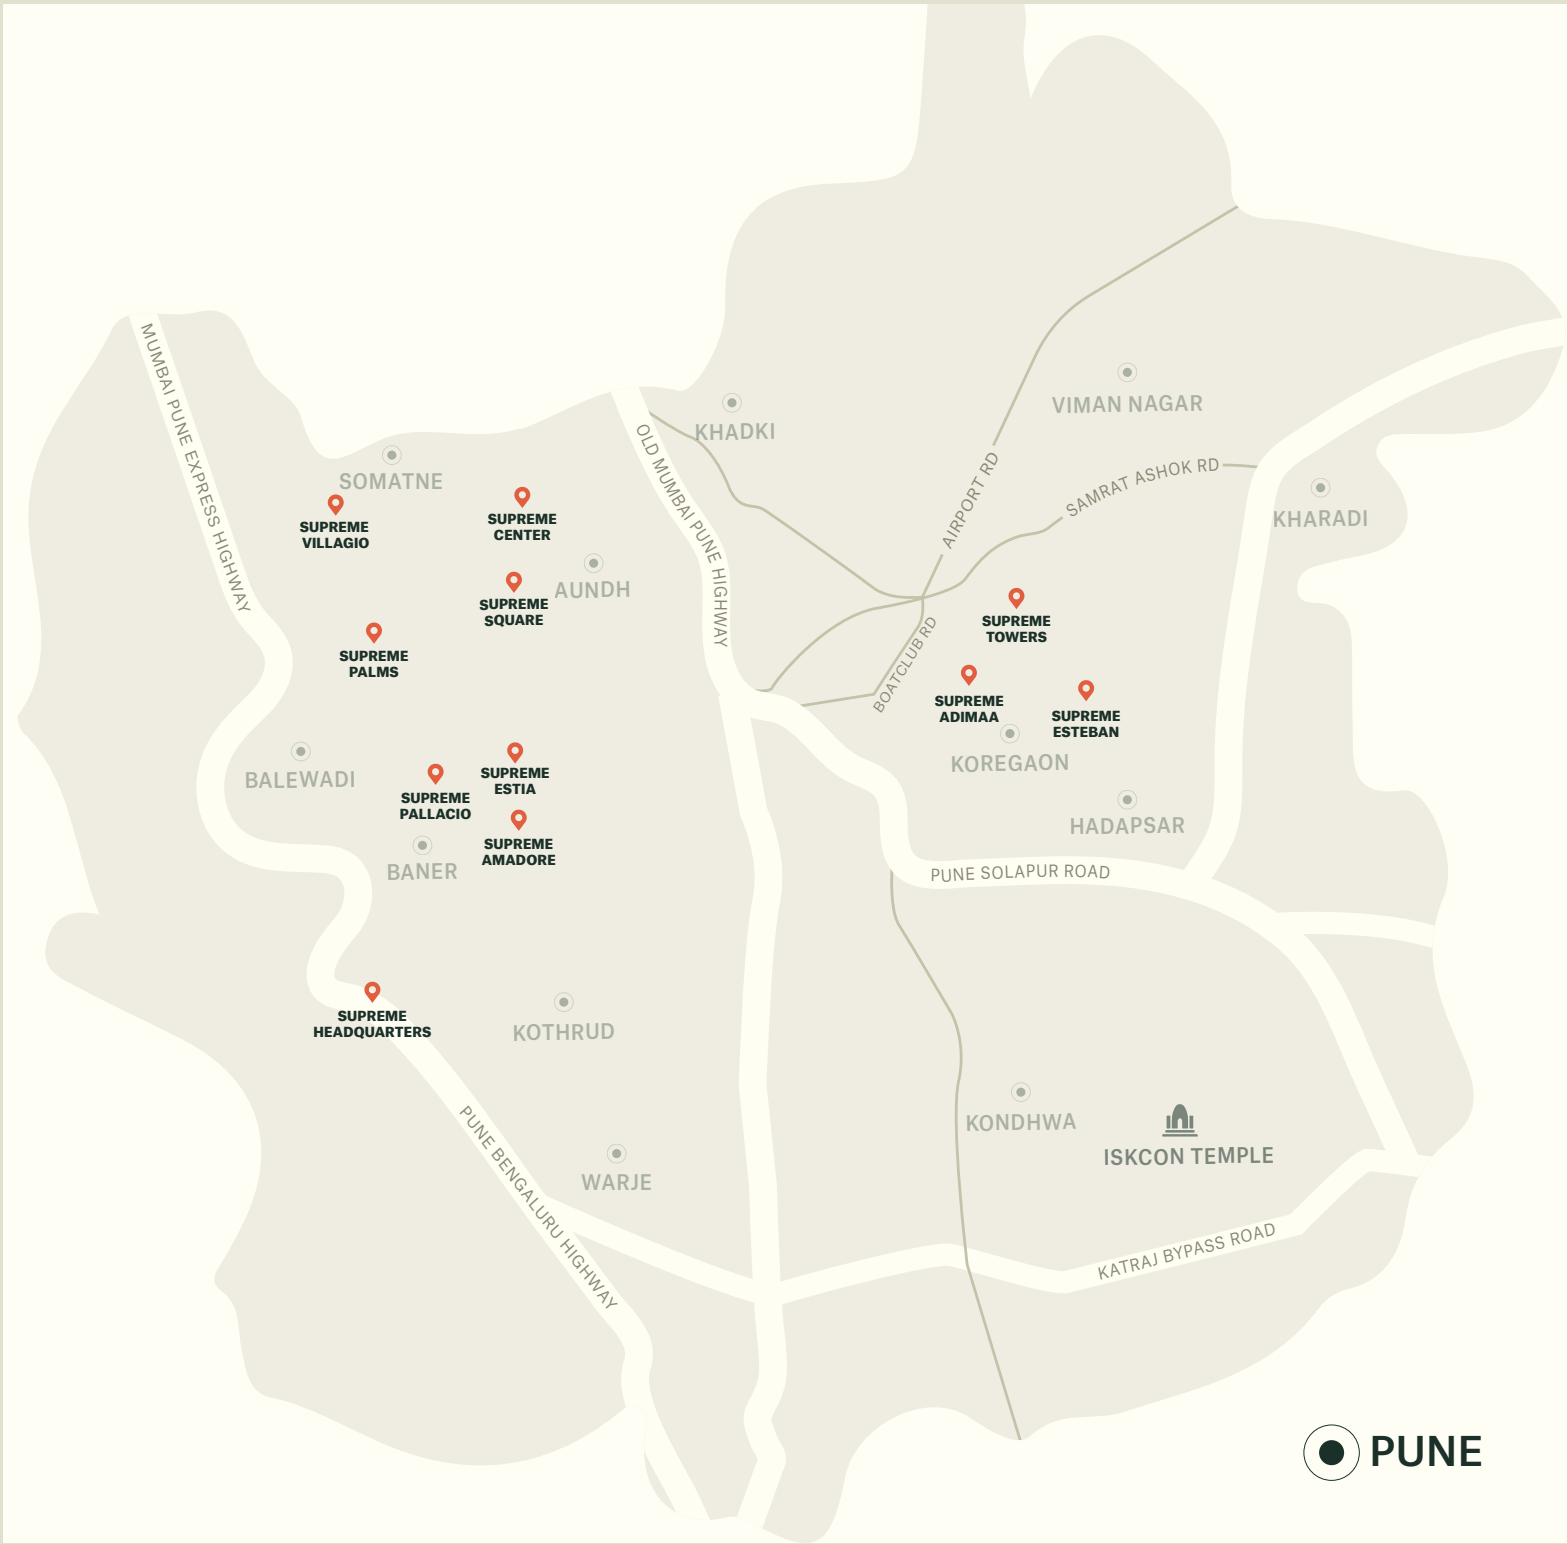 MUMBAI PUNE EXPRESS HIGHWAY
OLD MUMBAI PUNE HIGHWAY
KHADKI
VIMAN NAGAR
AIRPORT RD
SAMRAT ASHOK RD
KHARADI
SOMATNE
SUPREME
VILLAGIO
SUPREME
CENTER
AUNDH
SUPREME
SQUARE
SUPREME
PALMS
SUPREME
TOWERS
BOATCLUB RD
SUPREME
ADIMAA
SUPREME
ESTEBAN
KOREGAON
BALEWADI
SUPREME
ESTIA
SUPREME
PALLACIO
SUPREME
AMADORE
BANER
HADAPSAR
PUNE SOLAPUR ROAD
SUPREME
HEADQUARTERS
KOTHRUD
PUNE BENGALURU HIGHWAY
WARJE
KONDHWA
ISKCON TEMPLE
KATRAJ BYPASS ROAD
PUNE